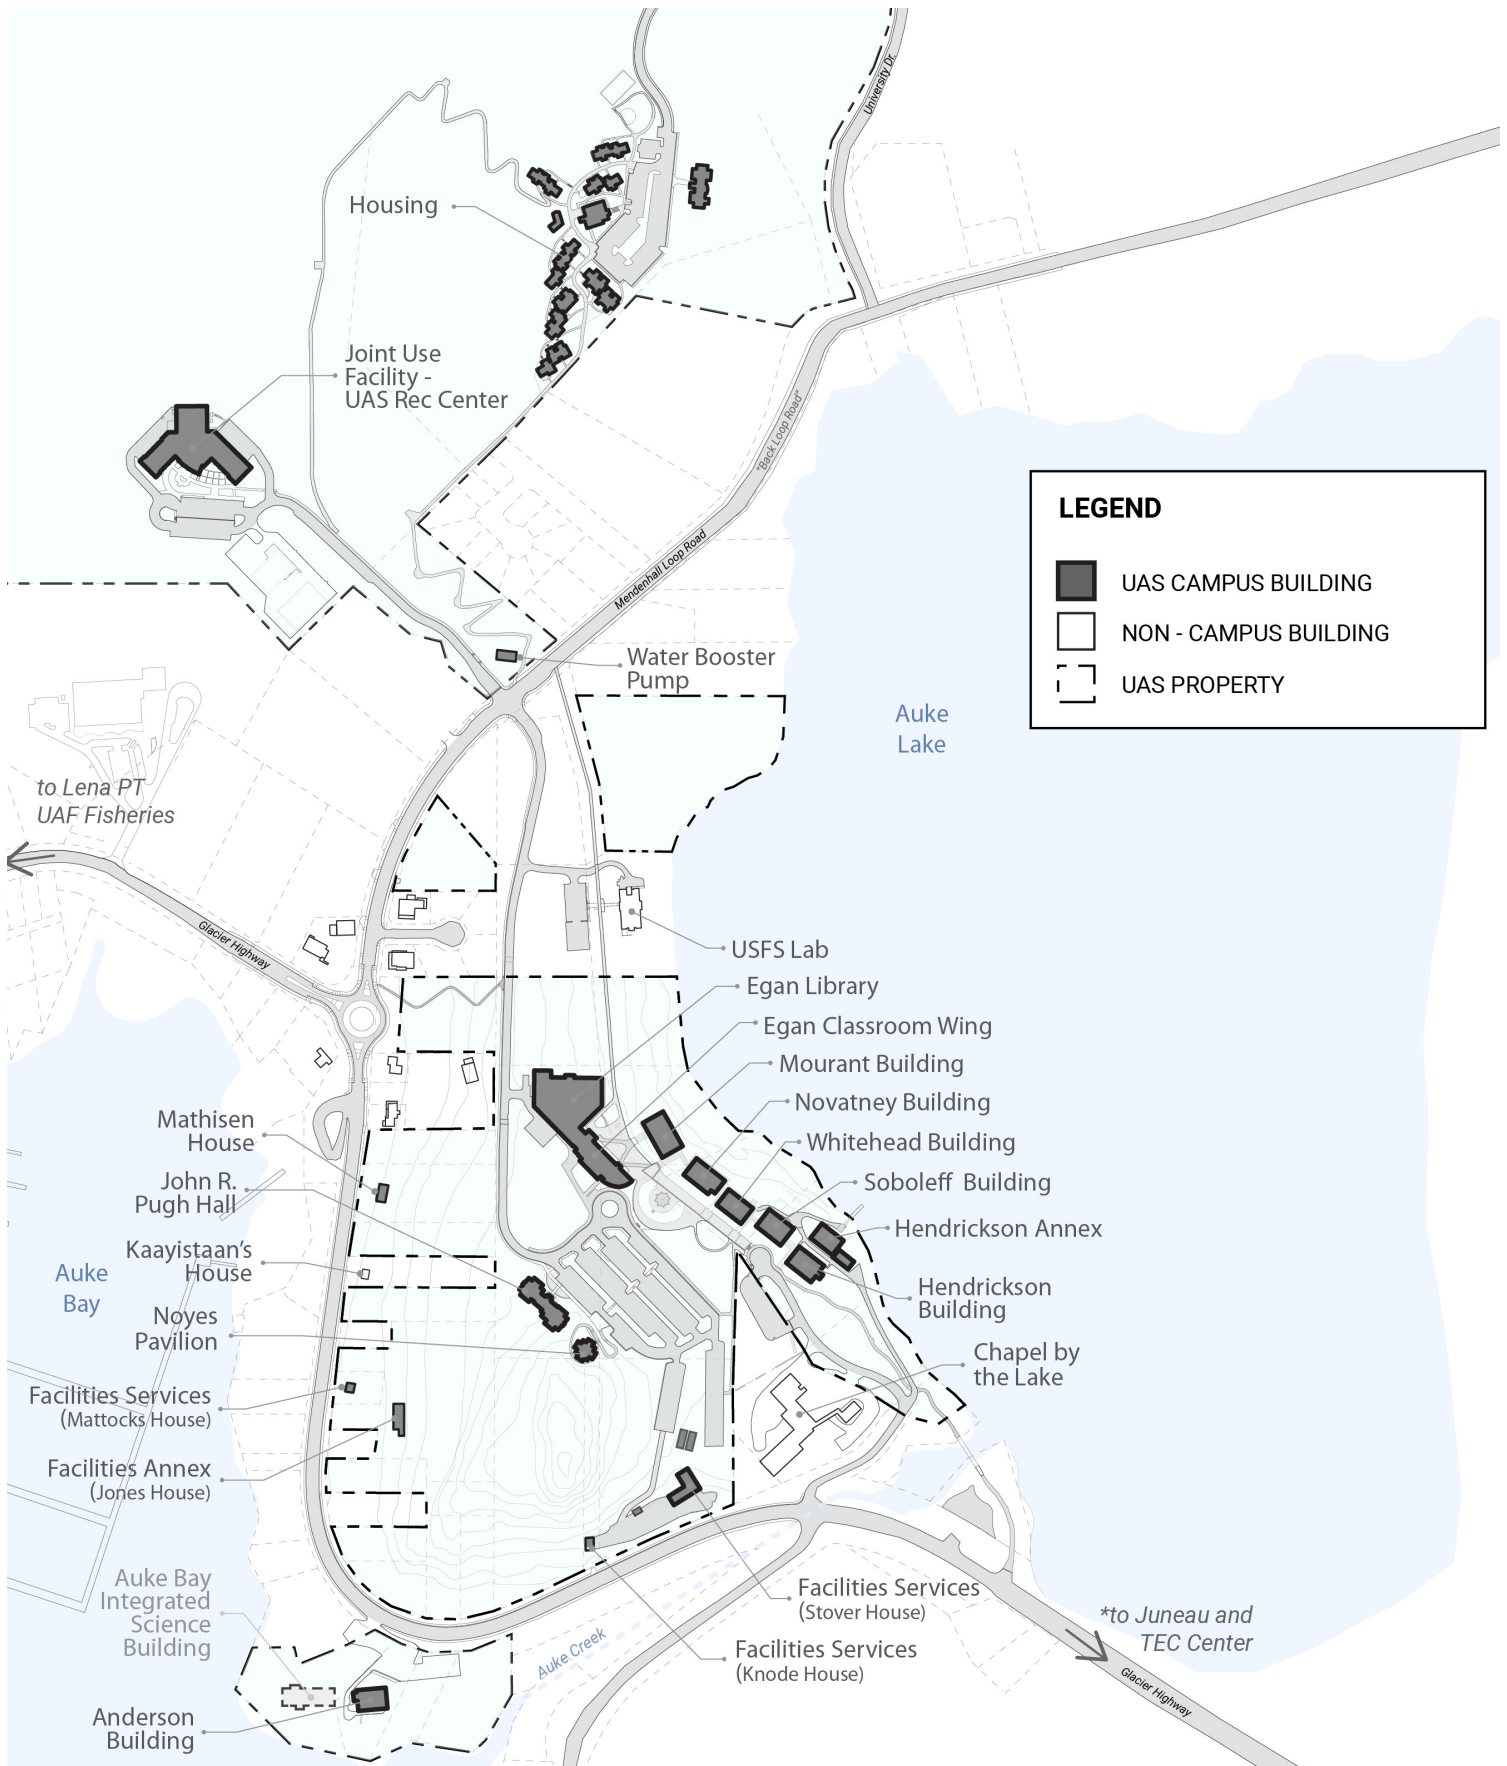 University Dr.
Housing
Joint Use
Facility -
UAS Rec Center
"Back Loop Road"
LEGEND
UAS CAMPUS BUILDING
NON - CAMPUS BUILDING
UAS PROPERTY
Mendenhall Loop Road
Water Booster
Pump
Auke
Lake
to Lena PT
UAF Fisheries
Glacier Highway
USFS Lab
Egan Library
Egan Classroom Wing
Mourant Building
Novatney Building
Whitehead Building
Soboleff Building
Hendrickson Annex
Hendrickson
Building
Chapel by
the Lake
Mathisen
House
John R.
Pugh Hall
Kaayistaan's
House
Auke
Bay
Noyes
Pavilion
Facilities Services
(Mattocks House)
Facilities Annex
(Jones House)
Auke Bay
Integrated
Science
Building
Anderson
Building
Auke Creek
Facilities Services
(Stover House)
Facilities Services
(Knode House)
*to Juneau and
TEC Center
Glacier Highway